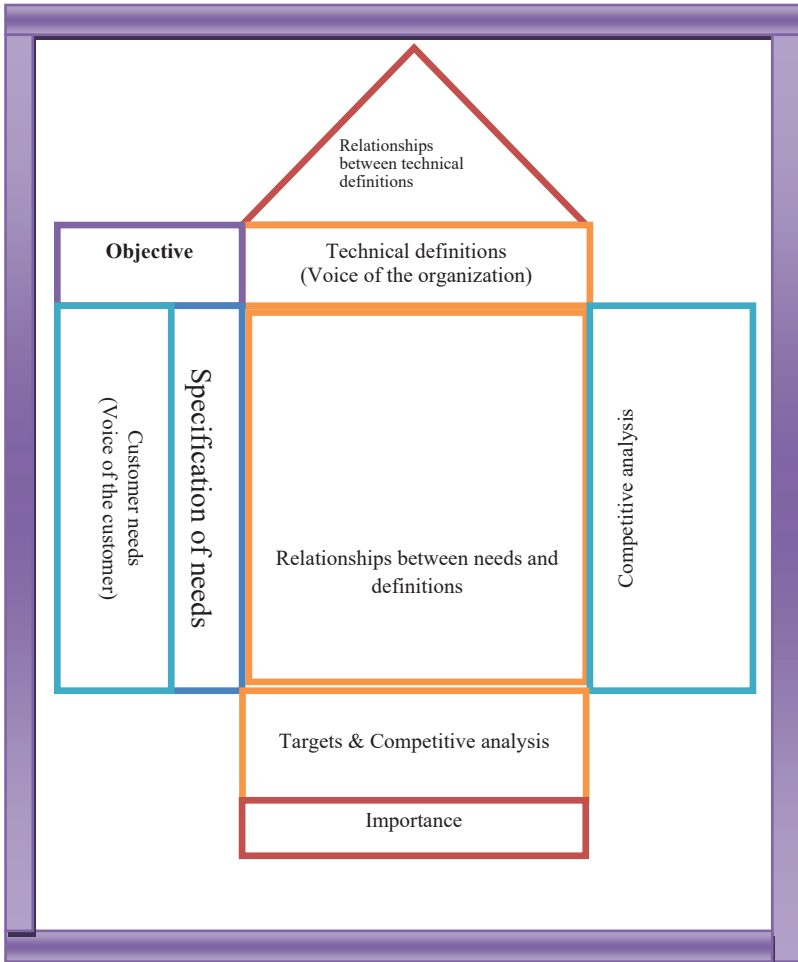 Relationships
between technical
definitions
Objective
Technical definitions
(Voice of the organization)
Customer needs
(Voice of the customer)
Specification of needs
Relationships between needs and
definitions
Competitive analysis
Targets & Competitive analysis
Importance